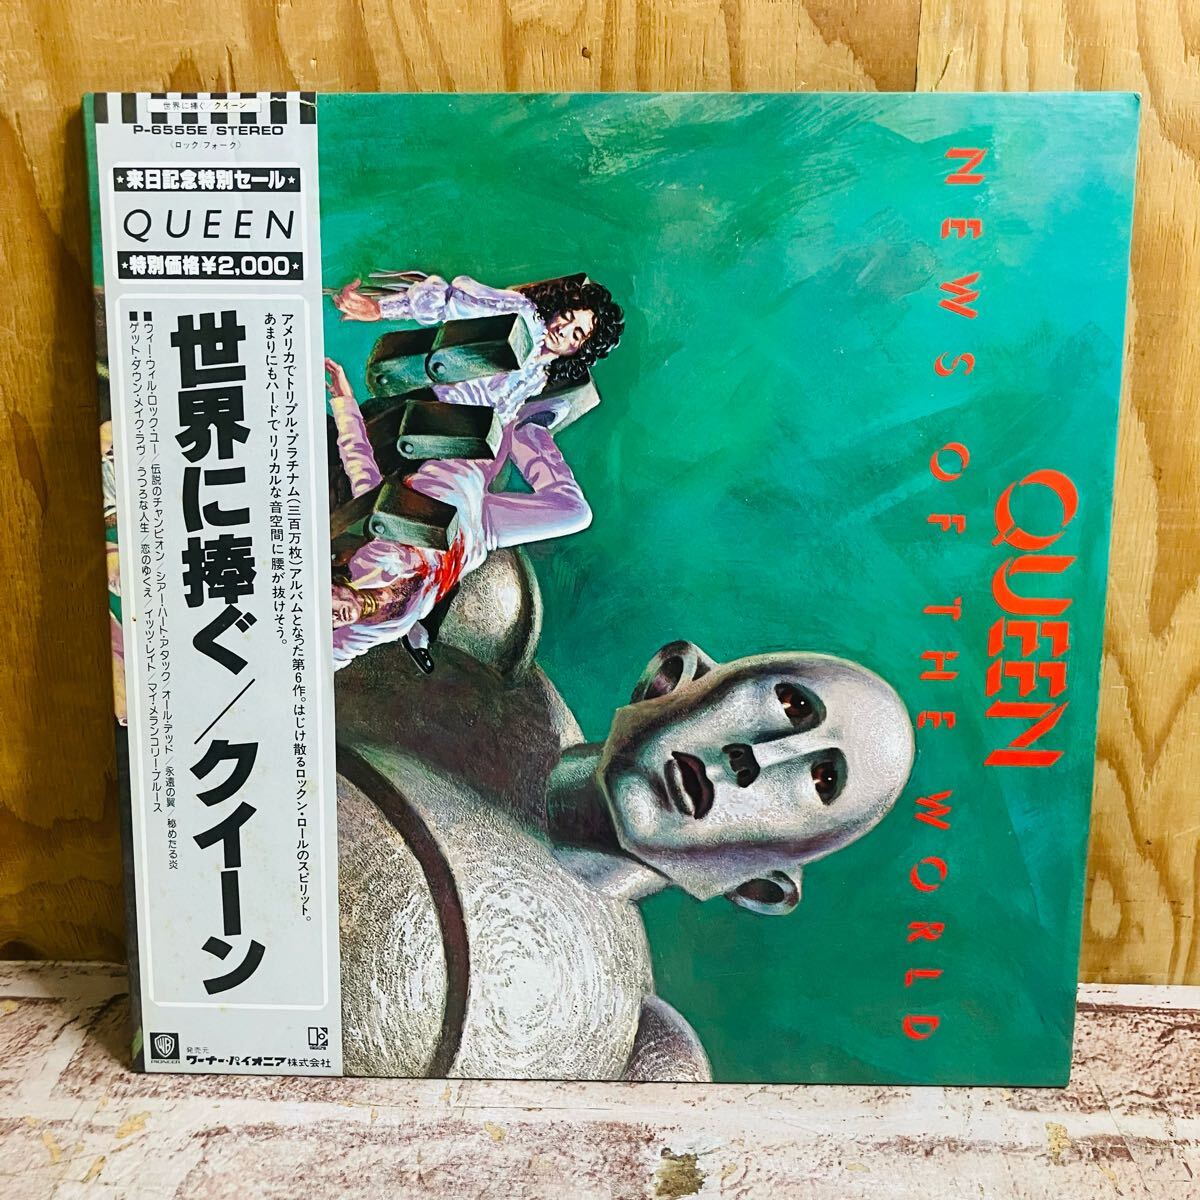 世界に捧ぐ/クイーン
P-6555E/STEREO
(ロック/フォーク)
★来日記念特別セール★
QUEEN
★特別価格¥2,000★
アメリカでトリプル・プラチナム(三百万枚)アルバムとなった第6作。はじけ散るロックン・ロールのスピリット。
あまりにもハードでリリカルな音空間に腰が抜けそう。
世界に捧ぐ/クイーン
■ウィー・ウィル・ロック・ユー/伝説のチャンピオン/シアー・ハート・アタック/オール・デッド/永遠の翼/秘めたる炎
■ゲット・ダウン・メイク・ラヴ/うつろな人生/恋のゆくえ/イッツ・レイト/マイ・メランコリー・ブルース
WB
PIONEER
発売元
ワーナー・パイオニア株式会社
QUEEN
NEWS OF THE WORLD